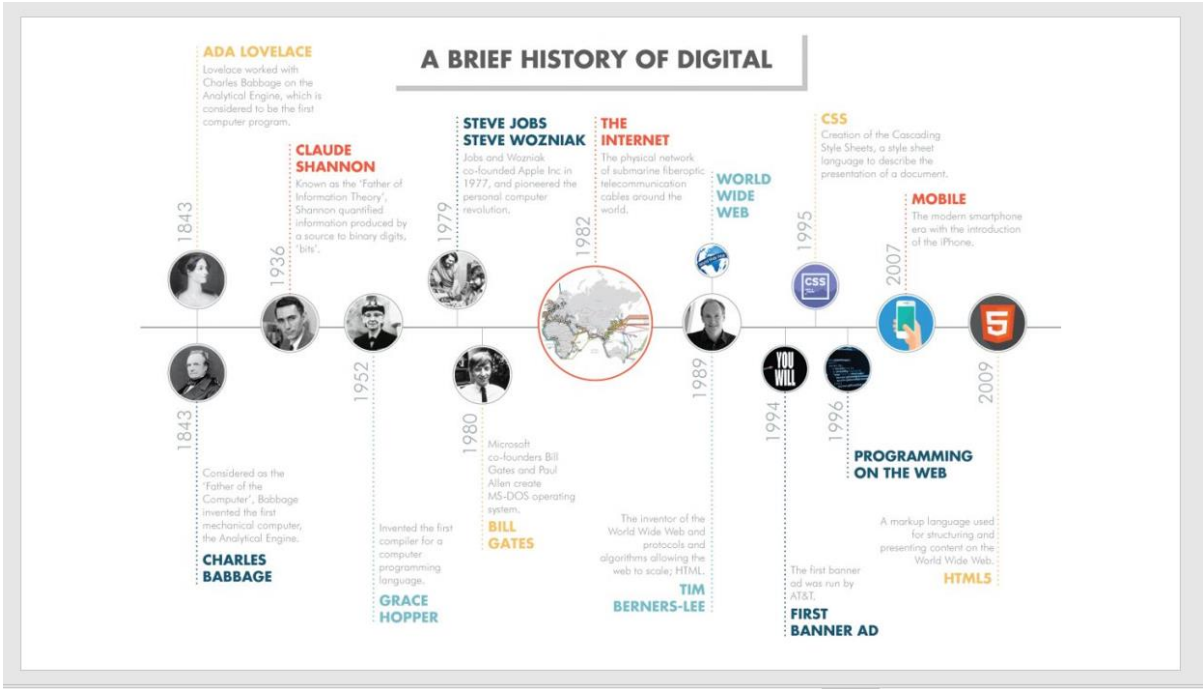 A BRIEF HISTORY OF DIGITAL
ADA LOVELACE
Lovelace worked with
Charles Babbage on the
Analytical Engine, which is
considered to be the first
computer program.
1843
CLAUDE
SHANNON
Known as the 'Father of
Information Theory',
Shannon quantified
information produced by
a source to binary digits,
'bits'.
1936
STEVE JOBS
STEVE WOZNIAK
Jobs and Wozniak
co-founded Apple Inc in
1977, and pioneered the
personal computer
revolution.
1979
THE
INTERNET
The physical network
of submarine fiberoptic
telecommunication
cables around the
world.
1982
WORLD
WIDE
WEB
CSS
Creation of the Cascading
Style Sheets, a style sheet
language to describe the
presentation of a document.
1995
CSS
MOBILE
The modern smartphone
era with the introduction
of the iPhone.
2007
5
1843
Considered as the
'Father of the
Computer', Babbage
invented the first
mechanical computer,
the Analytical Engine.
CHARLES
BABBAGE
1952
Invented the first
compiler for a
computer
programming
language.
GRACE
HOPPER
1980
Microsoft
co-founders Bill
Gates and Paul
Allen create
MS-DOS operating
system.
BILL
GATES
1989
The inventor of the
World Wide Web and
protocols and
algorithms allowing the
web to scale; HTML.
TIM
BERNERS-LEE
YOU
WILL
1994
The first banner
ad was run by
AT&T.
FIRST
BANNER AD
1996
PROGRAMMING
ON THE WEB
2009
A markup language used
for structuring and
presenting content on the
World Wide Web.
HTML5